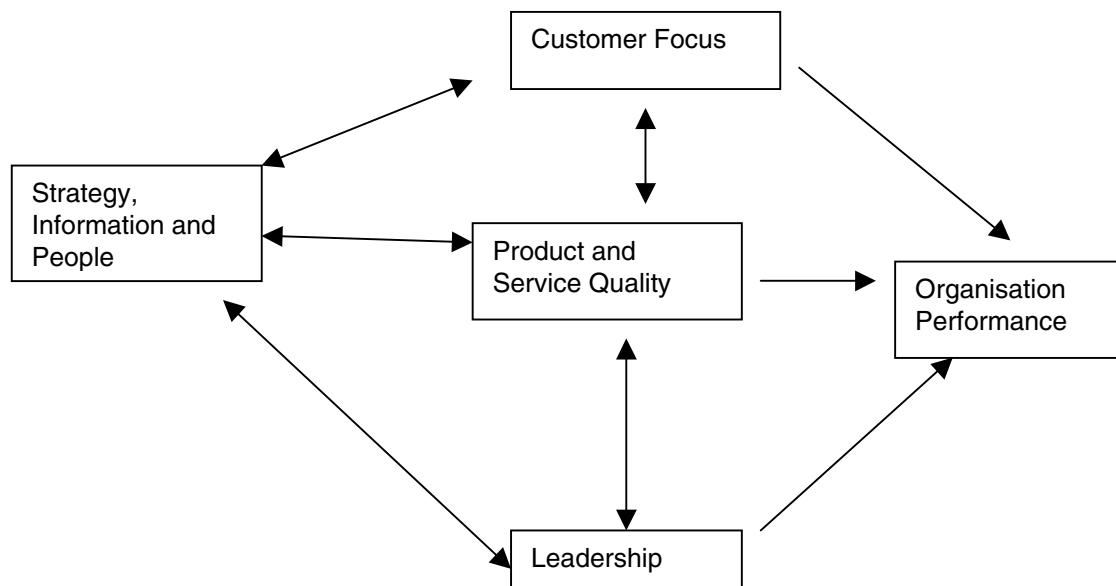 Customer Focus
Strategy,
Information and
People
Product and
Service Quality
Organisation
Performance
Leadership